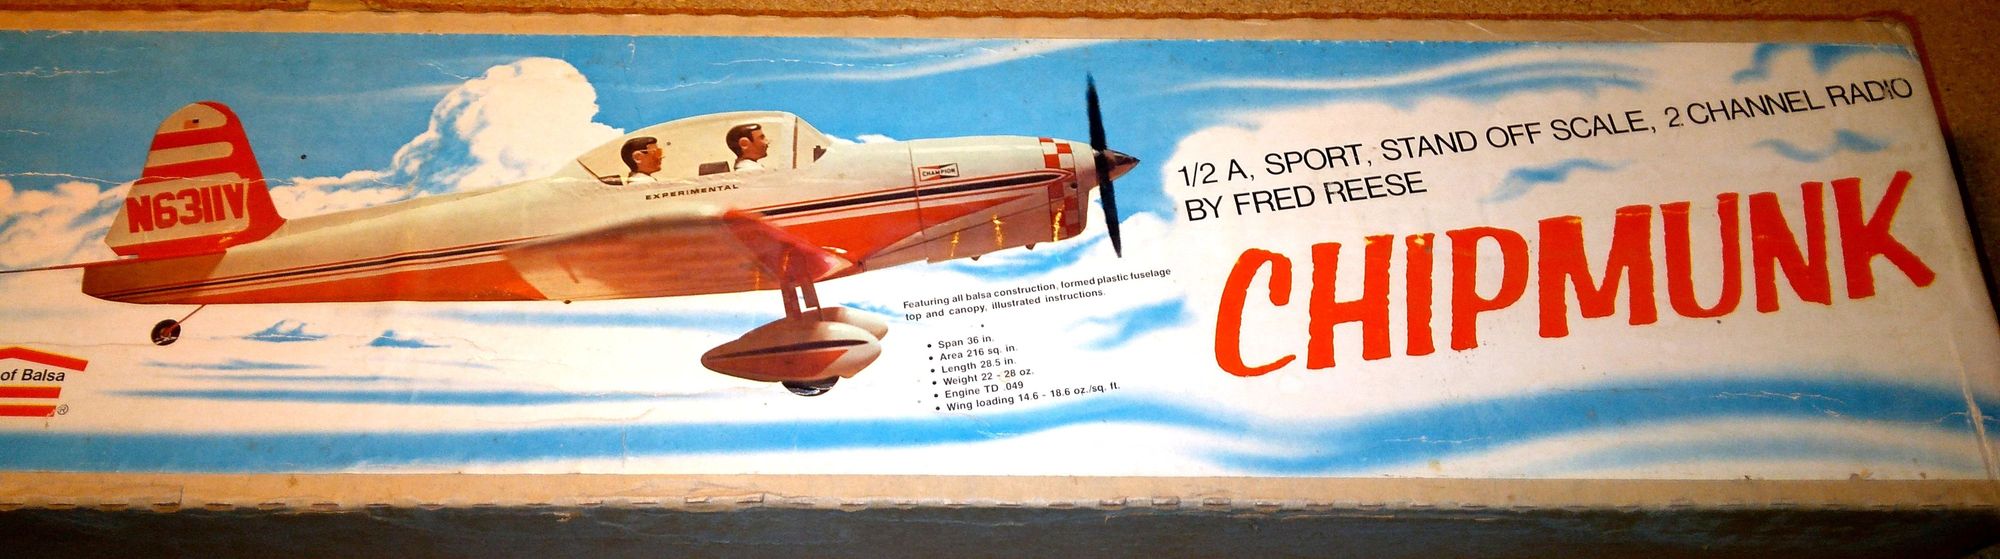 1/2 A, SPORT, STAND OFF SCALE, 2 CHANNEL RADIO
BY FRED REESE
CHIPMUNK
N6311V
EXPERIMENTAL
CHAMPION
Featuring all balsa construction, formed plastic fuselage
top and canopy, illustrated instructions.
• Span 36 in.
• Area 216 sq. in.
• Length 28.5 in.
• Weight 22 - 28 oz.
• Engine TD .049
• Wing loading 14.6 - 18.6 oz./sq. ft.
of Balsa
®